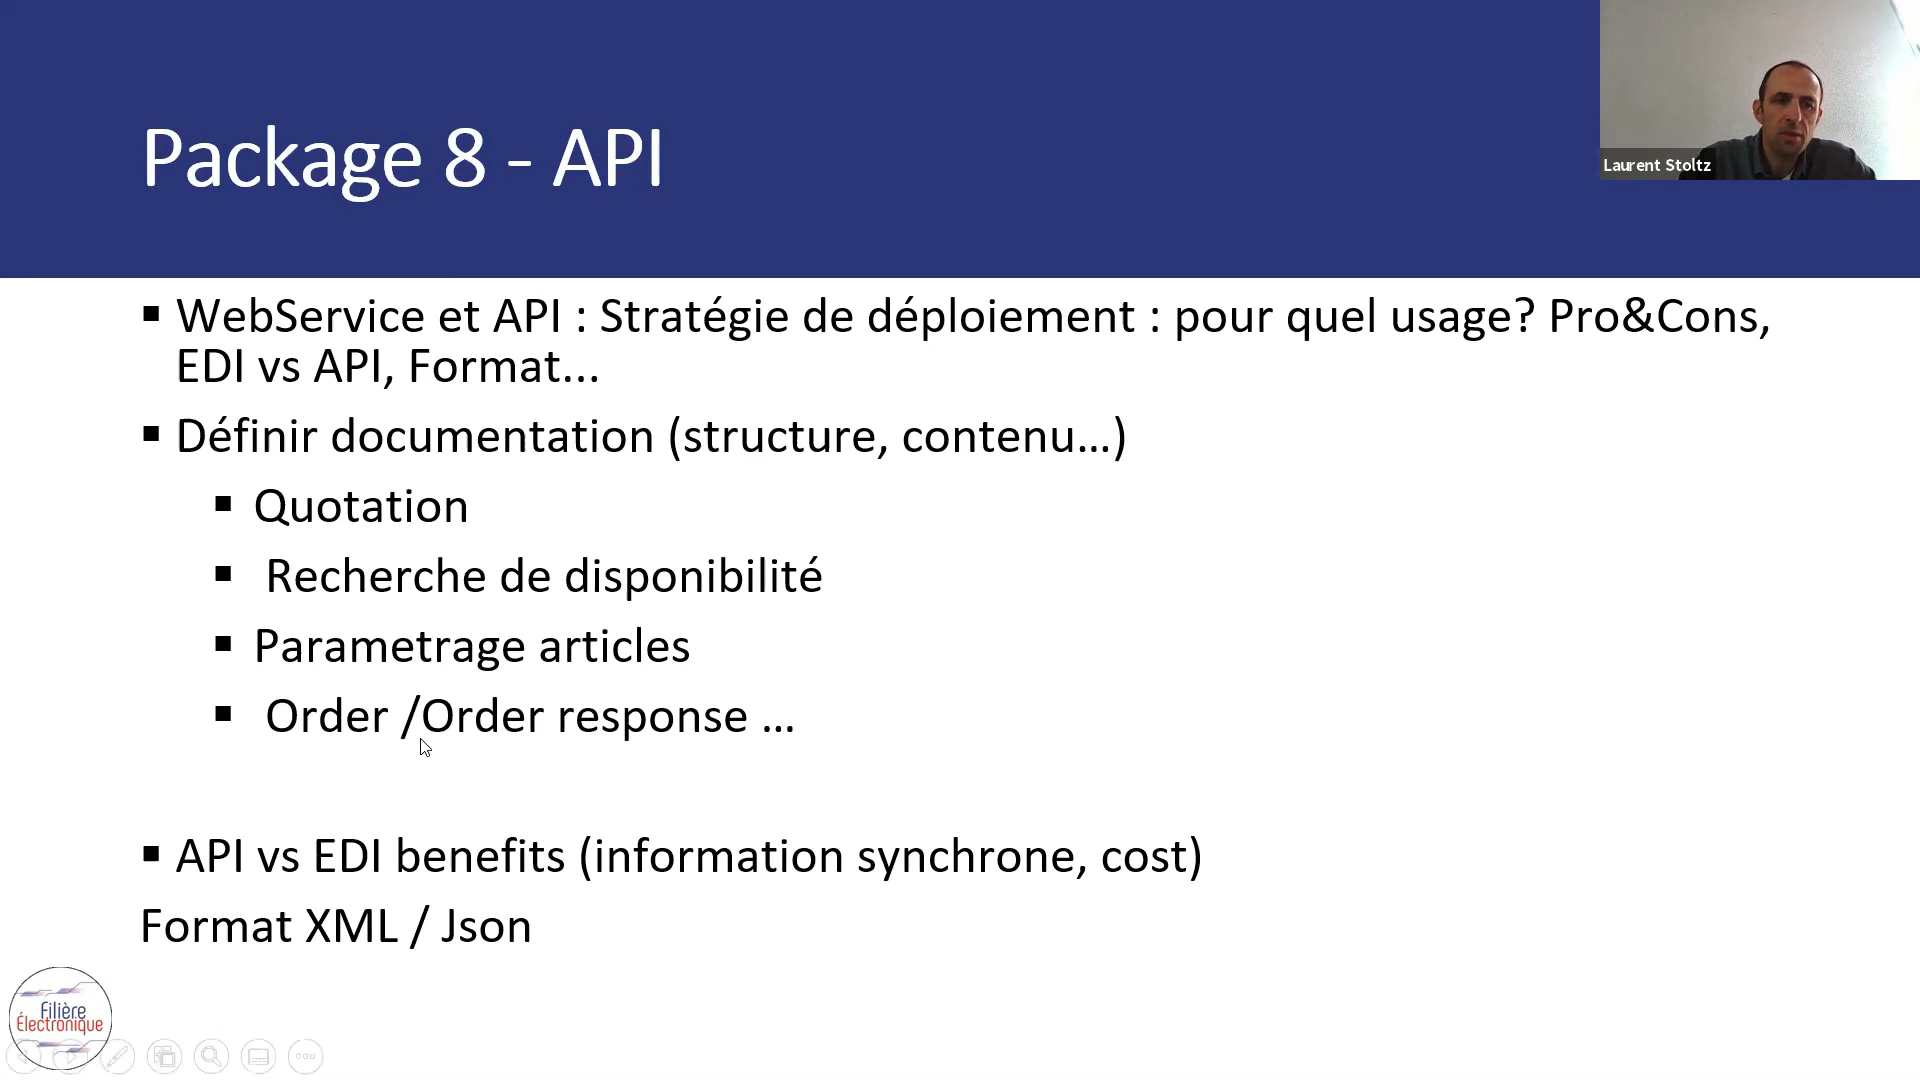 Package 8 - API
Laurent Stoltz
▪ WebService et API : Stratégie de déploiement : pour quel usage? Pro&Cons,
EDI vs API, Format...
▪ Définir documentation (structure, contenu…)
▪ Quotation
▪ Recherche de disponibilité
▪ Parametrage articles
▪ Order /Order response …
▪ API vs EDI benefits (information synchrone, cost)
Format XML / Json
Filière
Électronique